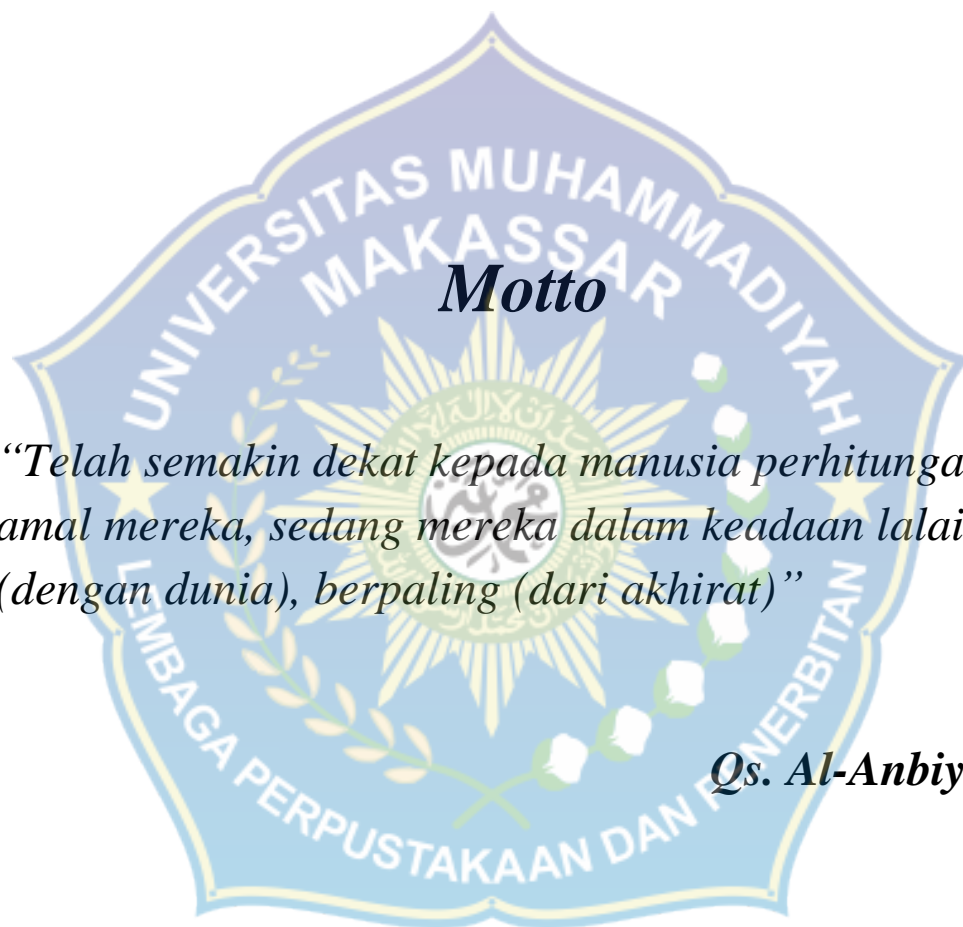 UNIVERSITAS MUHAMMADIYAH
MAKASSAR
Motto
“Telah semakin dekat kepada manusia perhitunga
amal mereka, sedang mereka dalam keadaan lalai
(dengan dunia), berpaling (dari akhirat)”
Qs. Al-Anbiy
LEMBAGA PERPUSTAKAAN DAN PENERBITAN